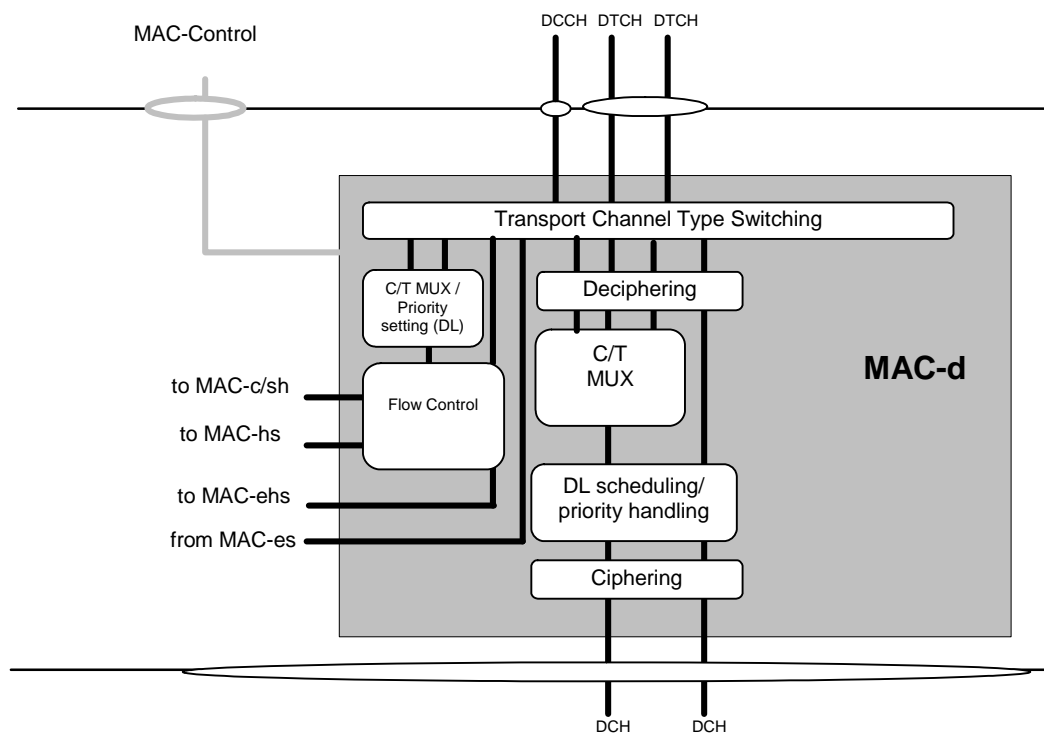 DCCH DTCH DTCH
MAC-Control
Transport Channel Type Switching
C/T MUX /
Priority
setting (DL)
Deciphering
C/T
MUX
MAC-d
to MAC-c/sh
Flow Control
to MAC-hs
to MAC-ehs
DL scheduling/
priority handling
from MAC-es
Ciphering
DCH DCH